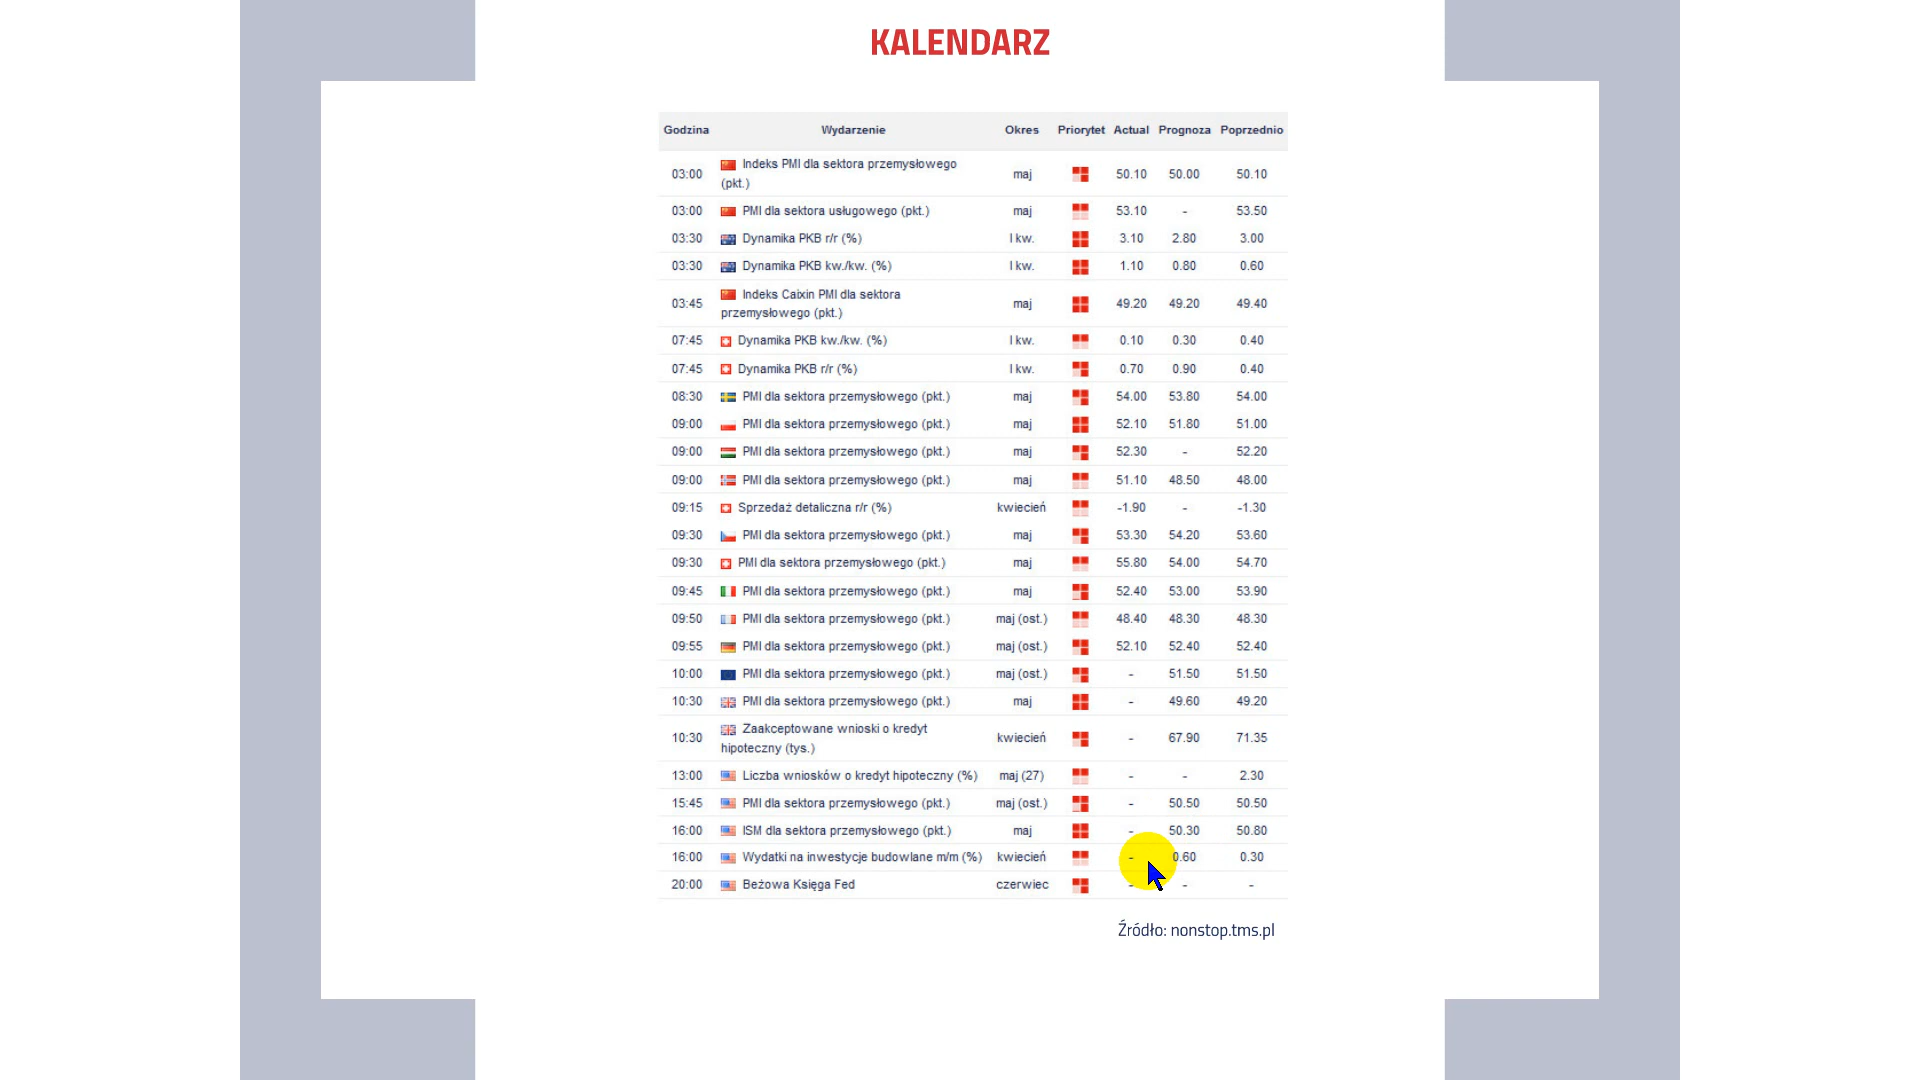 KALENDARZ
Godzina Wydarzenie Okres Priorytet Actual Prognoza Poprzednio
03:00 Indeks PMI dla sektora przemysłowego (pkt.) maj 50.10 50.00 50.10
03:00 PMI dla sektora usługowego (pkt.) maj 53.10 - 53.50
03:30 Dynamika PKB r/r (%) I kw. 3.10 2.80 3.00
03:30 Dynamika PKB kw./kw. (%) I kw. 1.10 0.80 0.60
03:45 Indeks Caixin PMI dla sektora przemysłowego (pkt.) maj 49.20 49.20 49.40
07:45 Dynamika PKB kw./kw. (%) I kw. 0.10 0.30 0.40
07:45 Dynamika PKB r/r (%) I kw. 0.70 0.90 0.40
08:30 PMI dla sektora przemysłowego (pkt.) maj 54.00 53.80 54.00
09:00 PMI dla sektora przemysłowego (pkt.) maj 52.10 51.80 51.00
09:00 PMI dla sektora przemysłowego (pkt.) maj 52.30 - 52.20
09:00 PMI dla sektora przemysłowego (pkt.) maj 51.10 48.50 48.00
09:15 Sprzedaż detaliczna r/r (%) kwiecień -1.90 - -1.30
09:30 PMI dla sektora przemysłowego (pkt.) maj 53.30 54.20 53.60
09:30 PMI dla sektora przemysłowego (pkt.) maj 55.80 54.00 54.70
09:45 PMI dla sektora przemysłowego (pkt.) maj 52.40 53.00 53.90
09:50 PMI dla sektora przemysłowego (pkt.) maj (ost.) 48.40 48.30 48.30
09:55 PMI dla sektora przemysłowego (pkt.) maj (ost.) 52.10 52.40 52.40
10:00 PMI dla sektora przemysłowego (pkt.) maj (ost.) - 51.50 51.50
10:30 PMI dla sektora przemysłowego (pkt.) maj - 49.60 49.20
10:30 Zaakceptowane wnioski o kredyt hipoteczny (tys.) kwiecień - 67.90 71.35
13:00 Liczba wniosków o kredyt hipoteczny (%) maj (27) - - 2.30
15:45 PMI dla sektora przemysłowego (pkt.) maj (ost.) - 50.50 50.50
16:00 ISM dla sektora przemysłowego (pkt.) maj - 50.30 50.80
16:00 Wydatki na inwestycje budowlane m/m (%) kwiecień - 0.60 0.30
20:00 Beżowa Księga Fed czerwiec - - -
Źródło: nonstop.tms.pl